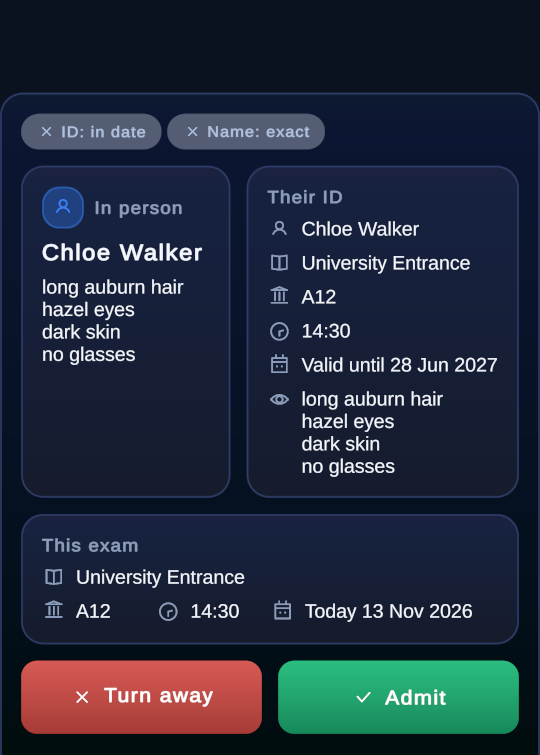 ID: in date
Name: exact
In person
Chloe Walker
long auburn hair
hazel eyes
dark skin
no glasses
Their ID
Chloe Walker
University Entrance
A12
14:30
Valid until 28 Jun 2027
long auburn hair
hazel eyes
dark skin
no glasses
This exam
University Entrance
A12 14:30 Today 13 Nov 2026
Turn away
Admit